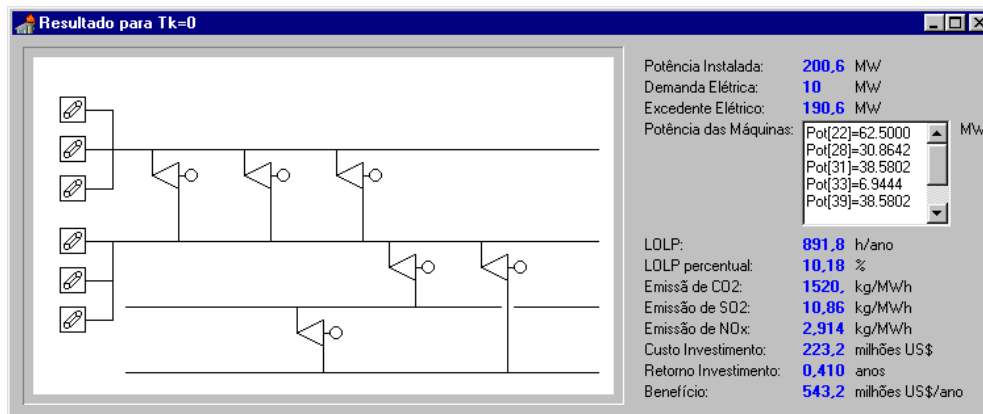 Resultado para Tk=0
Potência Instalada: 200,6 MW
Demanda Elétrica: 10 MW
Excedente Elétrico: 190,6 MW
Potência das Máquinas: MW
Pot[22]=62.5000
Pot[28]=30.8642
Pot[31]=38.5802
Pot[33]=6.9444
Pot[39]=38.5802
LOLP: 891,8 h/ano
LOLP percentual: 10,18 %
Emissã de CO2: 1520, kg/MWh
Emissão de SO2: 10,86 kg/MWh
Emissão de NOx: 2,914 kg/MWh
Custo Investimento: 223,2 milhões US$
Retorno Investimento: 0,410 anos
Benefício: 543,2 milhões US$/ano